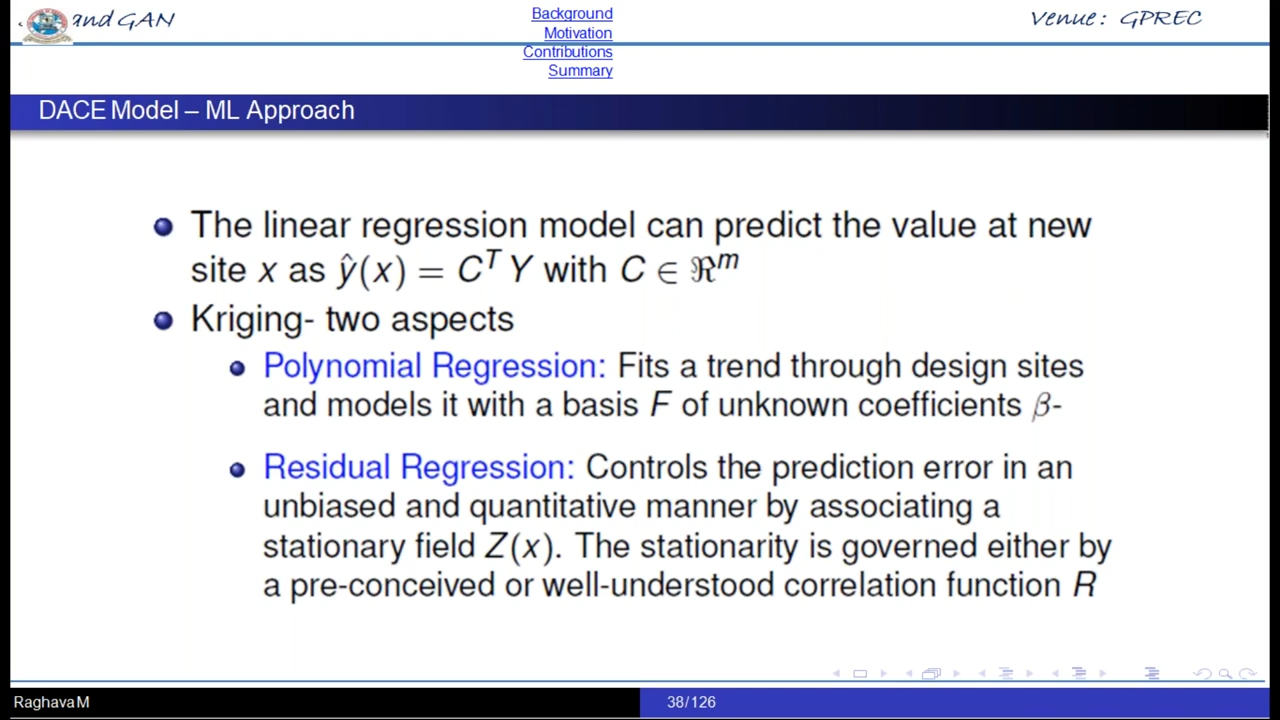 and GAN
Background
Motivation
Contributions
Summary
Venue: GPREC
DACE Model – ML Approach
The linear regression model can predict the value at new
site x as ŷ(x) = C^T Y with C ∈ ℜ^m
Kriging- two aspects
Polynomial Regression: Fits a trend through design sites
and models it with a basis F of unknown coefficients β-
Residual Regression: Controls the prediction error in an
unbiased and quantitative manner by associating a
stationary field Z(x). The stationarity is governed either by
a pre-conceived or well-understood correlation function R
Raghava M
38/126